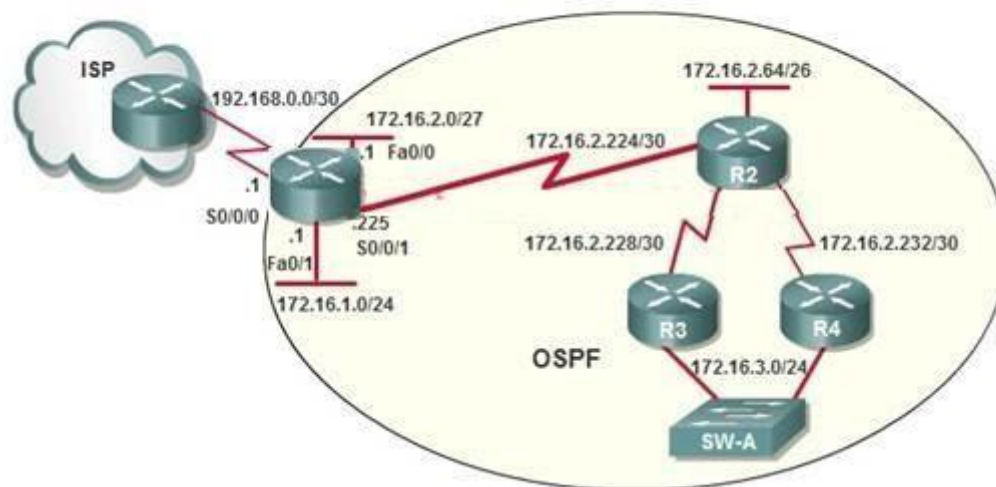 ISP
192.168.0.0/30
172.16.2.0/27
.1 Fa0/0
.1
S0/0/0
.225
S0/0/1
.1
Fa0/1
172.16.1.0/24
172.16.2.224/30
172.16.2.64/26
R2
172.16.2.228/30
172.16.2.232/30
R3
R4
OSPF
172.16.3.0/24
SW-A